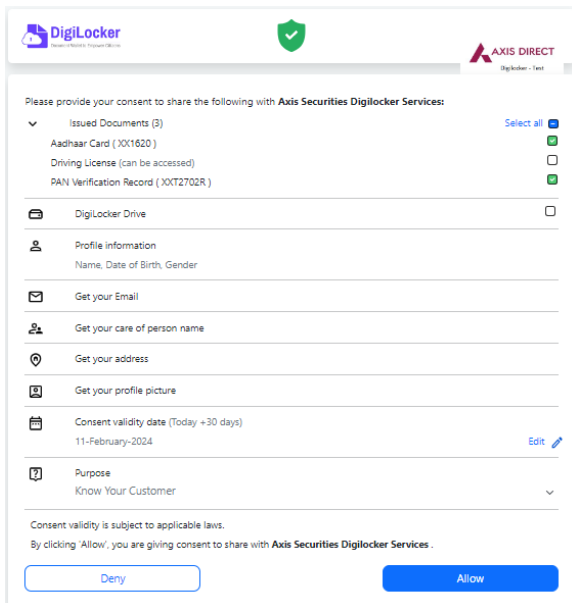 DigiLocker
AXIS DIRECT
Digilocker - Test
Please provide your consent to share the following with Axis Securities Digilocker Services:
Issued Documents (3)
Select all
Aadhaar Card ( XX1620 )
Driving License (can be accessed)
PAN Verification Record ( XXT2702R )
DigiLocker Drive
Profile information
Name, Date of Birth, Gender
Get your Email
Get your care of person name
Get your address
Get your profile picture
Consent validity date (Today +30 days)
11-February-2024
Edit
Purpose
Know Your Customer
Consent validity is subject to applicable laws.
By clicking 'Allow', you are giving consent to share with Axis Securities Digilocker Services .
Deny
Allow